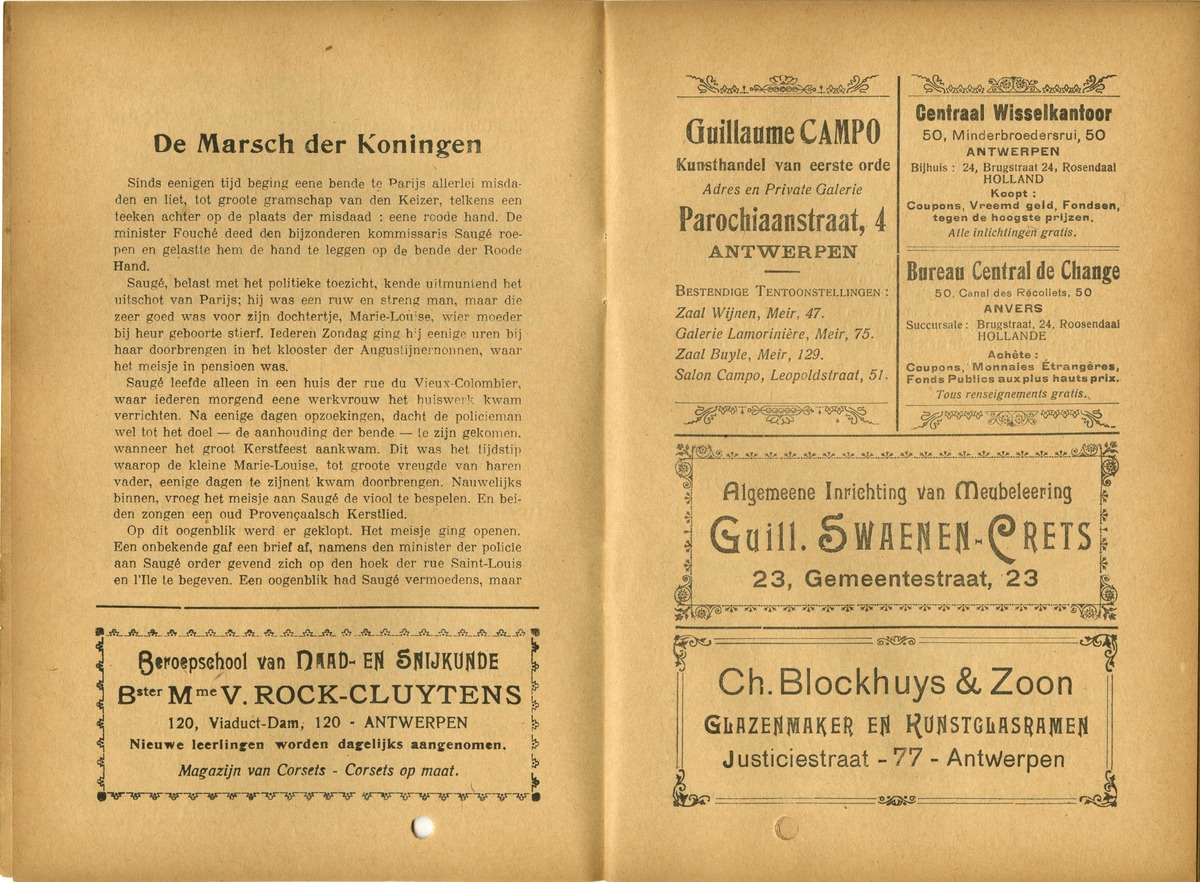 De Marsch der Koningen
Sinds eenigen tijd beging eene bende te Parijs allerlei misda-
den en liet, tot groote gramschap van den Keizer, telkens een
teeken achter op de plaats der misdaad : eene roode hand. De
minister Fouché deed den bijzonderen kommissaris Saugé roe-
pen en gelastte hem de hand te leggen op de bende der Roode
Hand.
Saugé, belast met het politieke toezicht, kende uitmuntend het
uitschot van Parijs; hij was een ruw en streng man, maar die
zeer goed was voor zijn dochtertje, Marie-Louise, wier moeder
bij heur geboorte stierf. Iederen Zondag ging hij eenige uren bij
haar doorbrengen in het klooster der Augustijnernonnen, waar
het meisje in pensioen was.
Saugé leefde alleen in een huis der rue du Vieux-Colombier,
waar iederen morgend eene werkvrouw het huiswerk kwam
verrichten. Na eenige dagen opzoekingen, dacht de policieman
wel tot het doel — de aanhouding der bende — te zijn gekomen,
wanneer het groot Kerstfeest aankwam. Dit was het tijdstip
waarop de kleine Marie-Louise, tot groote vreugde van haren
vader, eenige dagen te zijnent kwam doorbrengen. Nauwelijks
binnen, vroeg het meisje aan Saugé de viool te bespelen. En bei-
den zongen een oud Provençaalsch Kerstlied.
Op dit oogenblik werd er geklopt. Het meisje ging openen.
Een onbekende gaf een brief af, namens den minister der policie
aan Saugé order gevend zich op den hoek der rue Saint-Louis
en l'Ile te begeven. Een oogenblik had Saugé vermoedens, maar
Beroepschool van Naad- en Snijkunde
Bster Mme V. ROCK-CLUYTENS
120, Viaduct-Dam, 120 - ANTWERPEN
Nieuwe leerlingen worden dagelijks aangenomen.
Magazijn van Corsets - Corsets op maat.
Guillaume CAMPO
Kunsthandel van eerste orde
Adres en Private Galerie
Parochiaanstraat, 4
ANTWERPEN
Bestendige Tentoonstellingen :
Zaal Wijnen, Meir, 47.
Galerie Lamorinière, Meir, 75.
Zaal Buyle, Meir, 129.
Salon Campo, Leopoldstraat, 51.
Centraal Wisselkantoor
50, Minderbroedersrui, 50
ANTWERPEN
Bijhuis : 24, Brugstraat 24, Rosendaal
HOLLAND
Koopt :
Coupons, Vreemd geld, Fondsen,
tegen de hoogste prijzen.
Alle inlichtingen gratis.
Bureau Central de Change
50, Canal des Récollets, 50
ANVERS
Succursale : Brugstraat, 24, Roosendaal
HOLLANDE
Achète :
Coupons, Monnaies Étrangères,
Fonds Publics aux plus hauts prix.
Tous renseignements gratis.
Algemeene Inrichting van Meubeleering
Guill. Swaenen-Crets
23, Gemeentestraat, 23
Ch. Blockhuys & Zoon
Glazenmaker en Kunstglasramen
Justiciestraat - 77 - Antwerpen